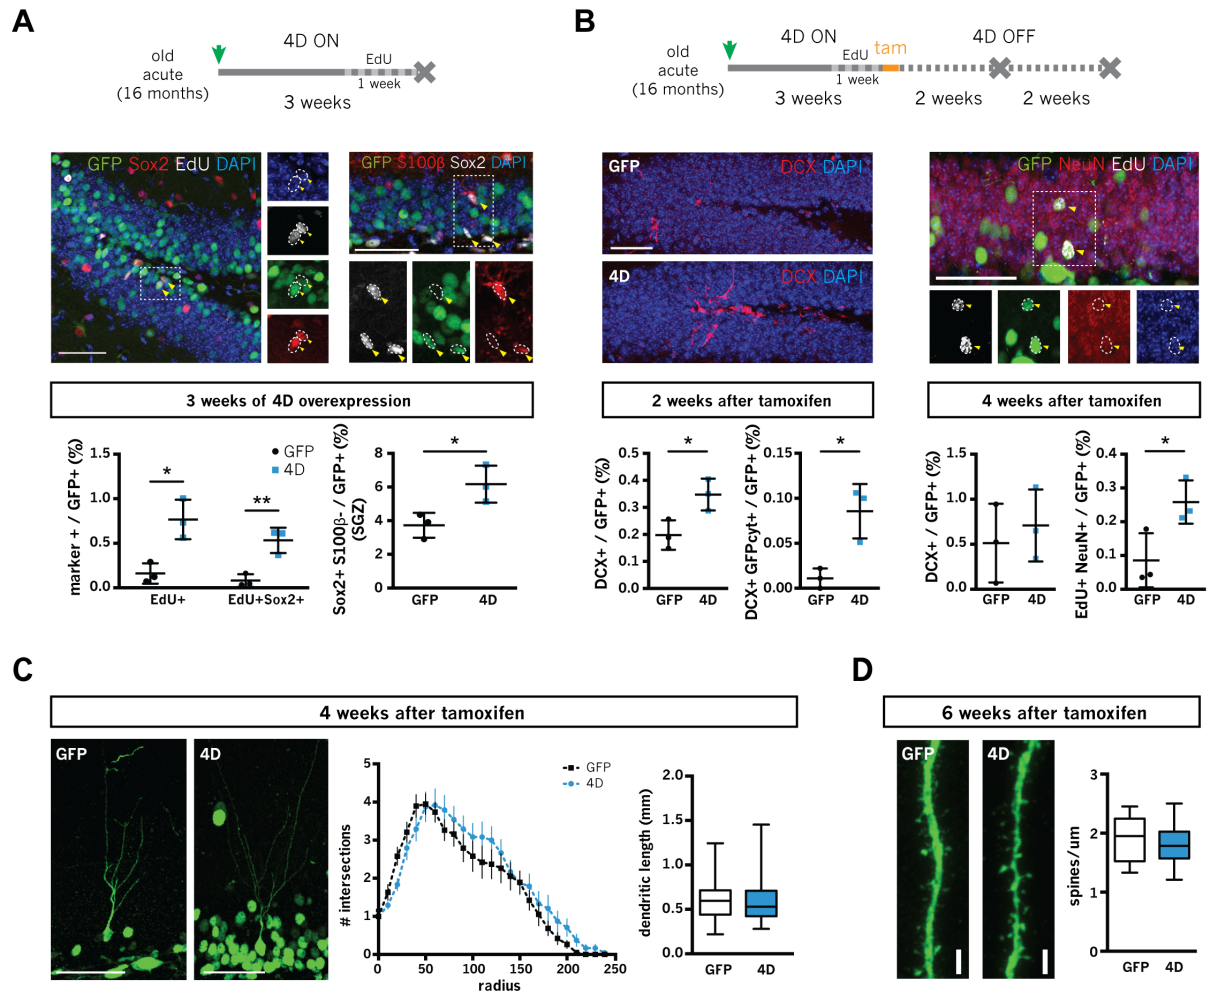 A
old
acute
(16 months)
4D ON
EdU
1 week
3 weeks
GFP Sox2 EdU DAPI
GFP S100β Sox2 DAPI
3 weeks of 4D overexpression
marker + / GFP+ (%)
1.5
1.0
0.5
0.0
*
**
GFP
4D
EdU+
EdU+Sox2+
Sox2+ S100β- / GFP+ (%)
(SGZ)
8
6
4
2
0
*
GFP
4D
B
old
acute
(16 months)
4D ON
EdU
tam
4D OFF
1 week
3 weeks
2 weeks
2 weeks
GFP
DCX DAPI
4D
DCX DAPI
GFP NeuN EdU DAPI
2 weeks after tamoxifen
4 weeks after tamoxifen
DCX+ / GFP+ (%)
0.5
0.4
0.3
0.2
0.1
0.0
*
GFP
4D
DCX+ GFPcyt+ / GFP+ (%)
0.15
0.10
0.05
0.00
*
GFP
4D
DCX+ / GFP+ (%)
1.5
1.0
0.5
0.0
GFP
4D
EdU+ NeuN+ / GFP+ (%)
0.4
0.3
0.2
0.1
0.0
*
GFP
4D
C
4 weeks after tamoxifen
GFP
4D
# intersections
5
4
3
2
1
0
GFP
4D
0
50
100
150
200
250
radius
dendritic length (mm)
2.0
1.5
1.0
0.5
0.0
GFP
4D
D
6 weeks after tamoxifen
GFP
4D
spines/um
3
2
1
0
GFP
4D